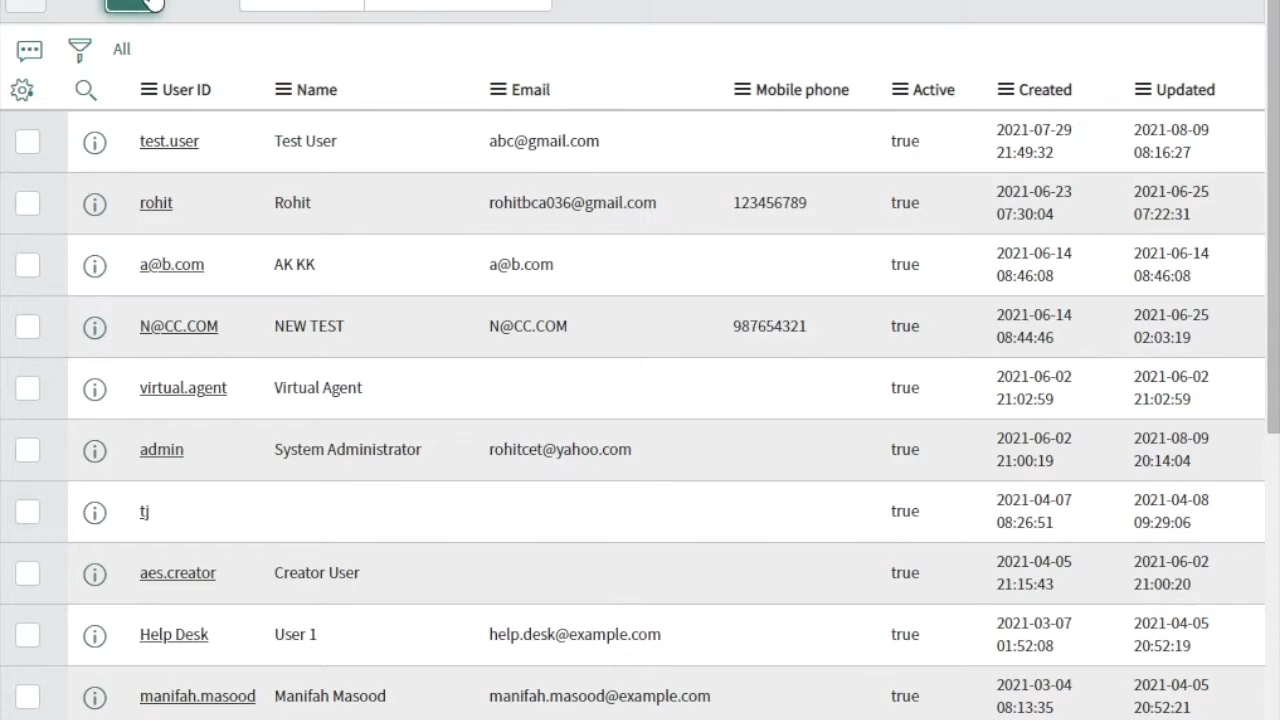 All
User ID Name Email Mobile phone Active Created Updated
test.user Test User abc@gmail.com true 2021-07-29 21:49:32 2021-08-09 08:16:27
rohit Rohit rohitbca036@gmail.com 123456789 true 2021-06-23 07:30:04 2021-06-25 07:22:31
a@b.com AK KK a@b.com true 2021-06-14 08:46:08 2021-06-14 08:46:08
N@CC.COM NEW TEST N@CC.COM 987654321 true 2021-06-14 08:44:46 2021-06-25 02:03:19
virtual.agent Virtual Agent true 2021-06-02 21:02:59 2021-06-02 21:02:59
admin System Administrator rohitcet@yahoo.com true 2021-06-02 21:00:19 2021-08-09 20:14:04
tj true 2021-04-07 08:26:51 2021-04-08 09:29:06
aes.creator Creator User true 2021-04-05 21:15:43 2021-06-02 21:00:20
Help Desk User 1 help.desk@example.com true 2021-03-07 01:52:08 2021-04-05 20:52:19
manifah.masood Manifah Masood manifah.masood@example.com true 2021-03-04 08:13:35 2021-04-05 20:52:21